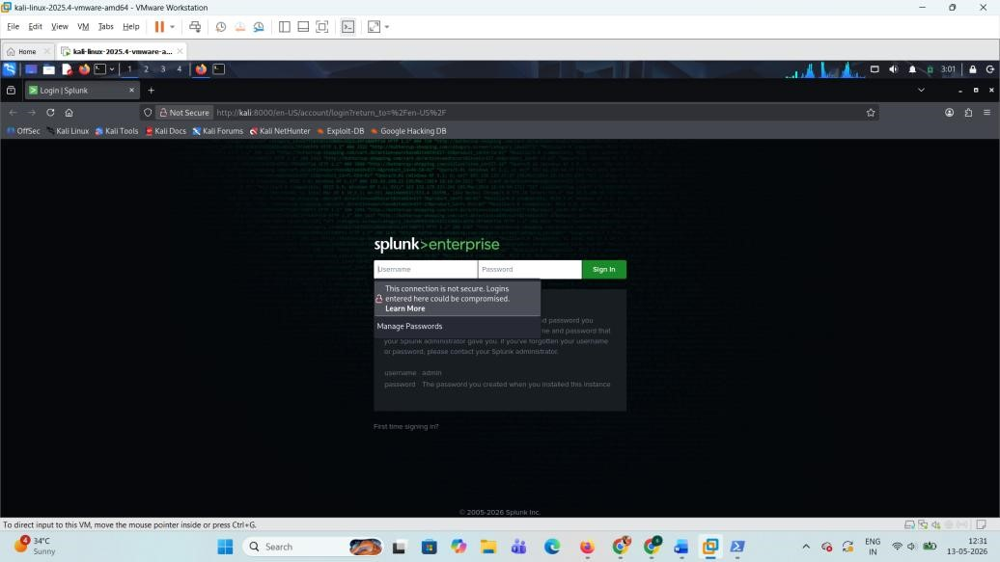 kali-linux-2025.4-vmware-amd64 - VMware Workstation
File Edit View VM Tabs Help
Home kali-linux-2025.4-vmware-a...
1 2 3 4 3:01
Login | Splunk
Not Secure http://kali:8000/en-US/account/login?return_to=%2Fen-US%2F
OffSec Kali Linux Kali Tools Kali Docs Kali Forums Kali NetHunter Exploit-DB Google Hacking DB
splunk>enterprise
Username Password Sign In
This connection is not secure. Logins
entered here could be compromised.
Learn More
Manage Passwords
d password you
me and password that
your Splunk administrator gave you. If you've forgotten your username
or password, please contact your Splunk administrator.
username admin
password The password you created when you installed this instance
First time signing in?
© 2005-2026 Splunk Inc.
To direct input to this VM, move the mouse pointer inside or press Ctrl+G.
4 34°C
Sunny
Search
ENG
IN
12:31
13-05-2026